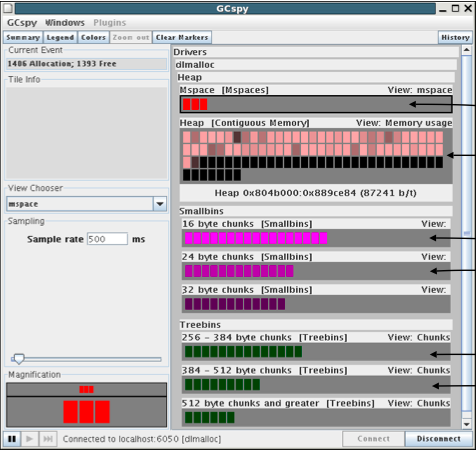 GCspy
GCspy Windows Plugins
Summary Legend Colors Zoom out Clear Markers History
Current Event
1406 Allocation; 1393 Free
Tile Info
View Chooser
mspace
Sampling
Sample rate 500 ms
Magnification
Drivers
dlmalloc
Heap
Mspace [Mspaces] View: mspace
Heap [Contiguous Memory] View: Memory usage
Heap 0x804b000:0x889ce84 (87241 b/t)
Smallbins
16 byte chunks [Smallbins] View:
24 byte chunks [Smallbins] View:
32 byte chunks [Smallbins] View:
Treebins
256 - 384 byte chunks [Treebins] View: Chunks
384 - 512 byte chunks [Treebins] View: Chunks
512 byte chunks and greater [Treebins] View: Chunks
Connected to localhost:6050 [dlmalloc] Connect Disconnect